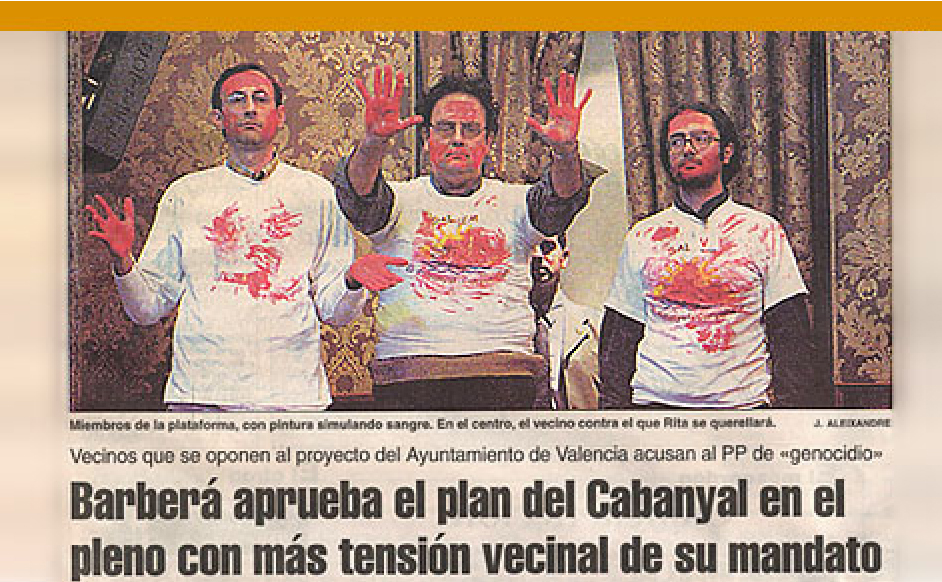 Miembros de la plataforma, con pintura simulando sangre. En el centro, el vecino contra el que Rita se querellará. J. ALEIXANDRE
Vecinos que se oponen al proyecto del Ayuntamiento de Valencia acusan al PP de «genocidio»
Barberá aprueba el plan del Cabanyal en el
pleno con más tensión vecinal de su mandato